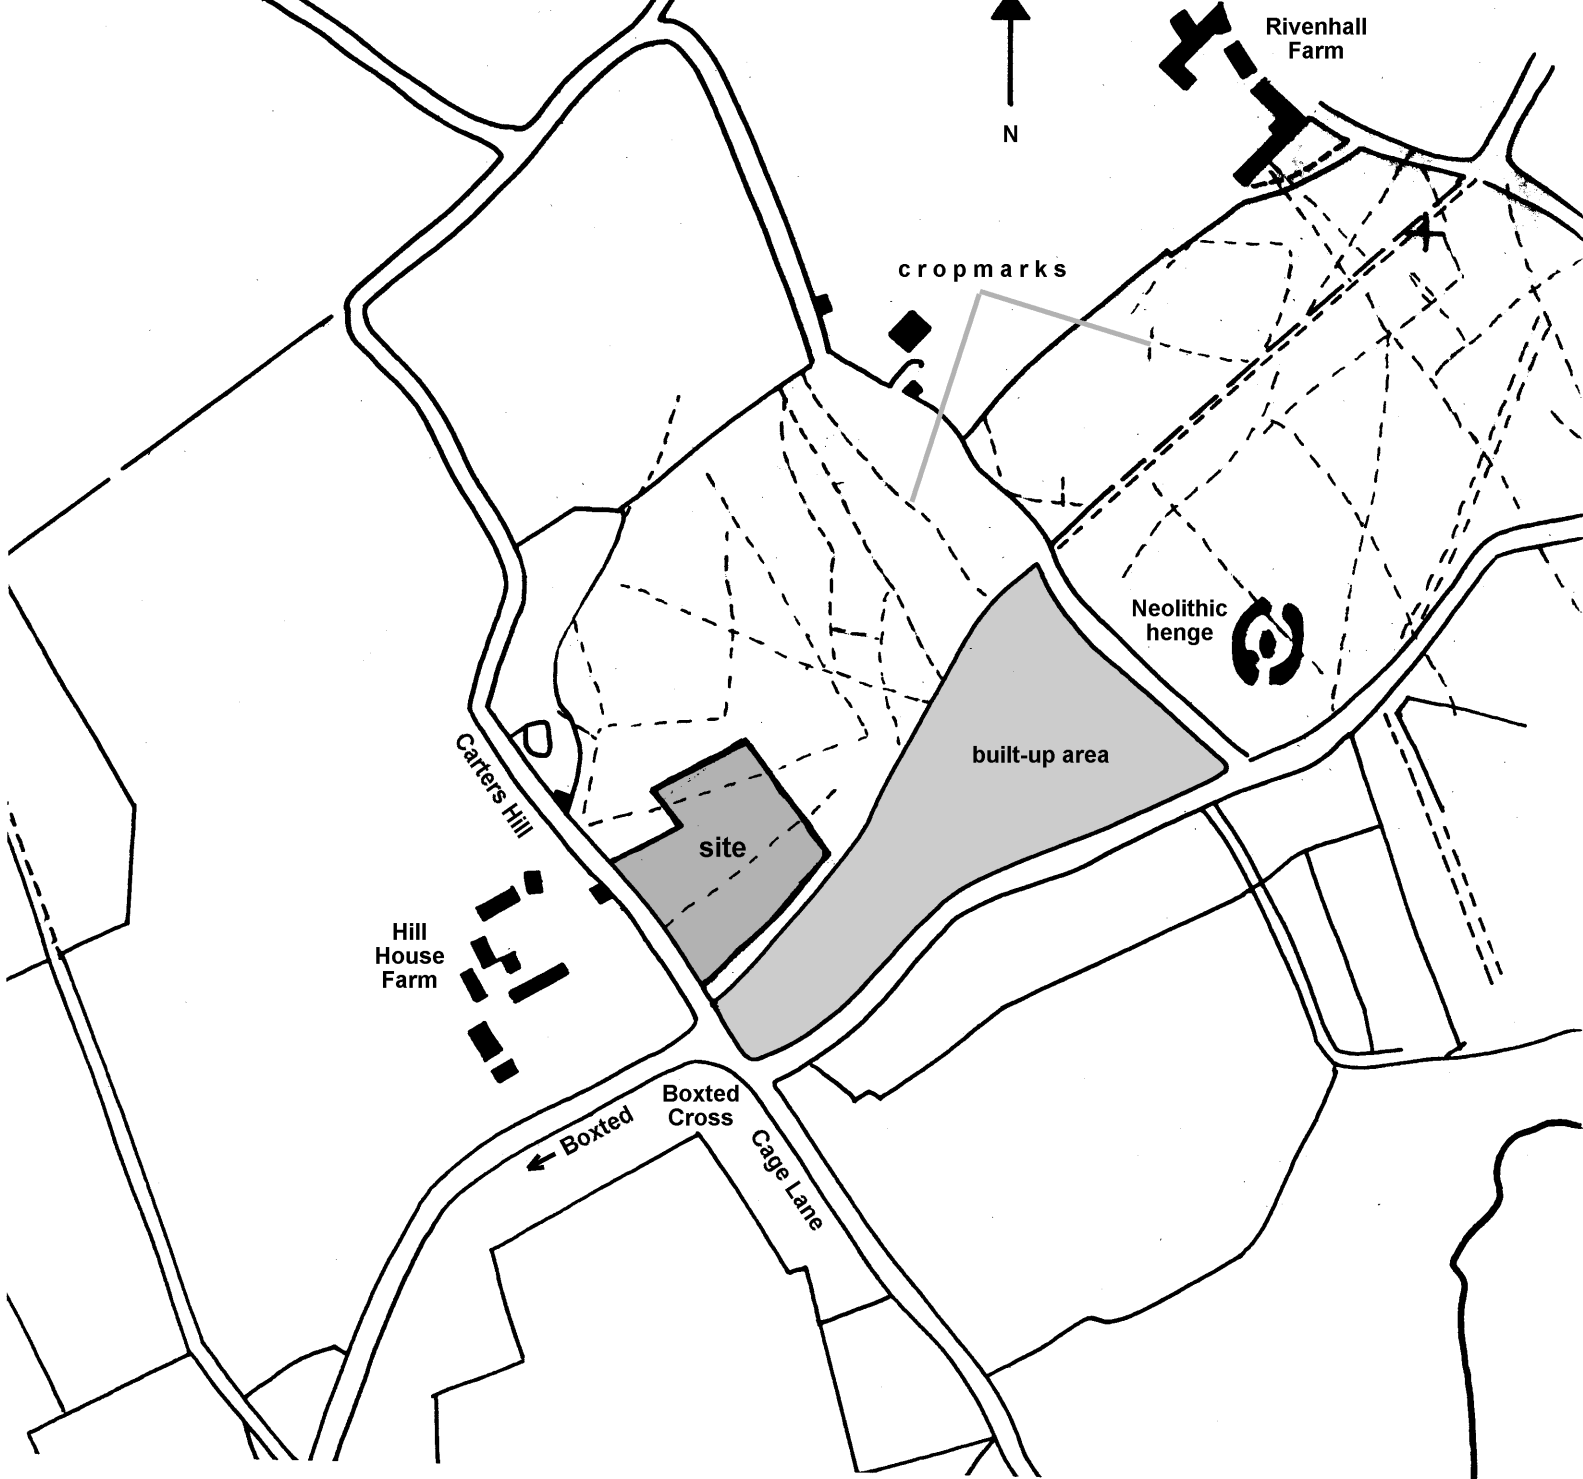 Rivenhall
Farm
N
cropmarks
Neolithic
henge
built-up area
Carters Hill
site
Hill
House
Farm
Boxted
Cross
Boxted
Cage Lane